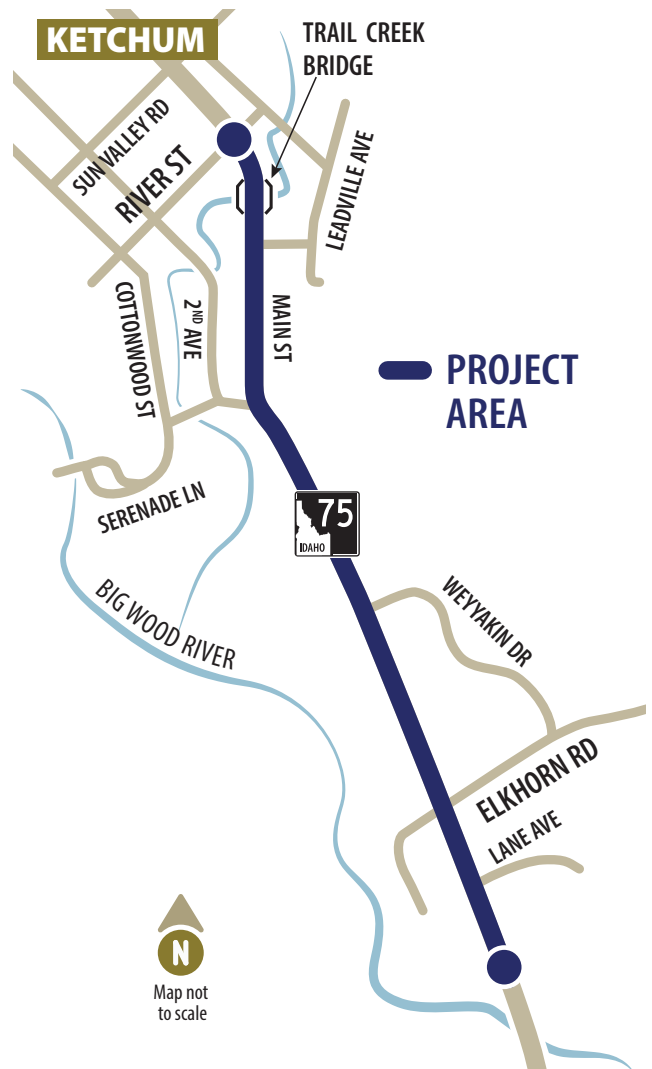 KETCHUM
TRAIL CREEK
BRIDGE
SUN VALLEY RD
RIVER ST
LEADVILLE AVE
COTTONWOOD ST
2ND AVE
MAIN ST
PROJECT
AREA
SERENADE LN
75
IDAHO
BIG WOOD RIVER
WEYYAKIN DR
ELKHORN RD
LANE AVE
N
Map not
to scale